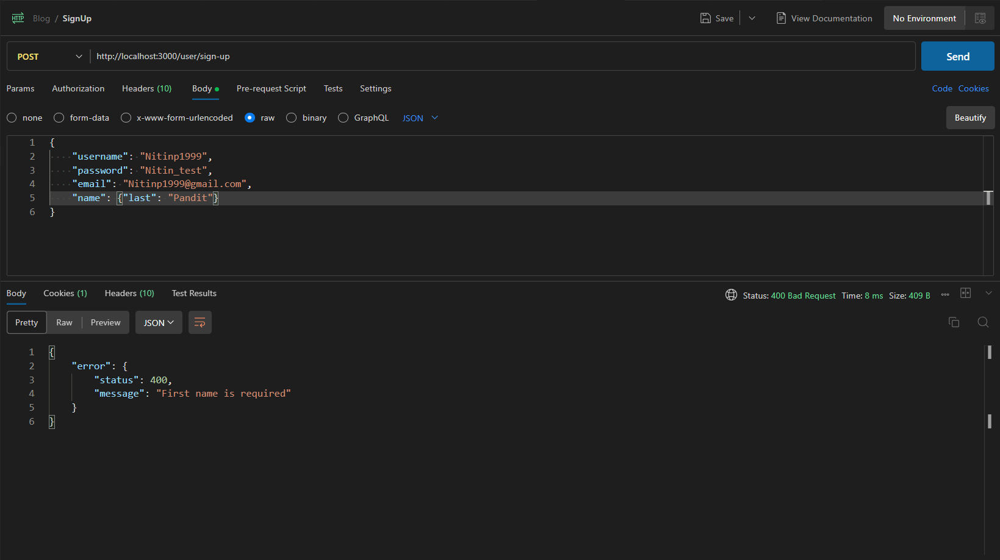 HTTP Blog / SignUp Save View Documentation No Environment
POST http://localhost:3000/user/sign-up Send
Params Authorization Headers (10) Body Pre-request Script Tests Settings Code Cookies
none form-data x-www-form-urlencoded raw binary GraphQL JSON Beautify
1 {
2 "username": "Nitinp1999",
3 "password": "Nitin_test",
4 "email": "Nitinp1999@gmail.com",
5 "name": {"last": "Pandit"}
6 }
Body Cookies (1) Headers (10) Test Results Status: 400 Bad Request Time: 8 ms Size: 409 B
Pretty Raw Preview JSON
1 {
2 "error": {
3 "status": 400,
4 "message": "First name is required"
5 }
6 }